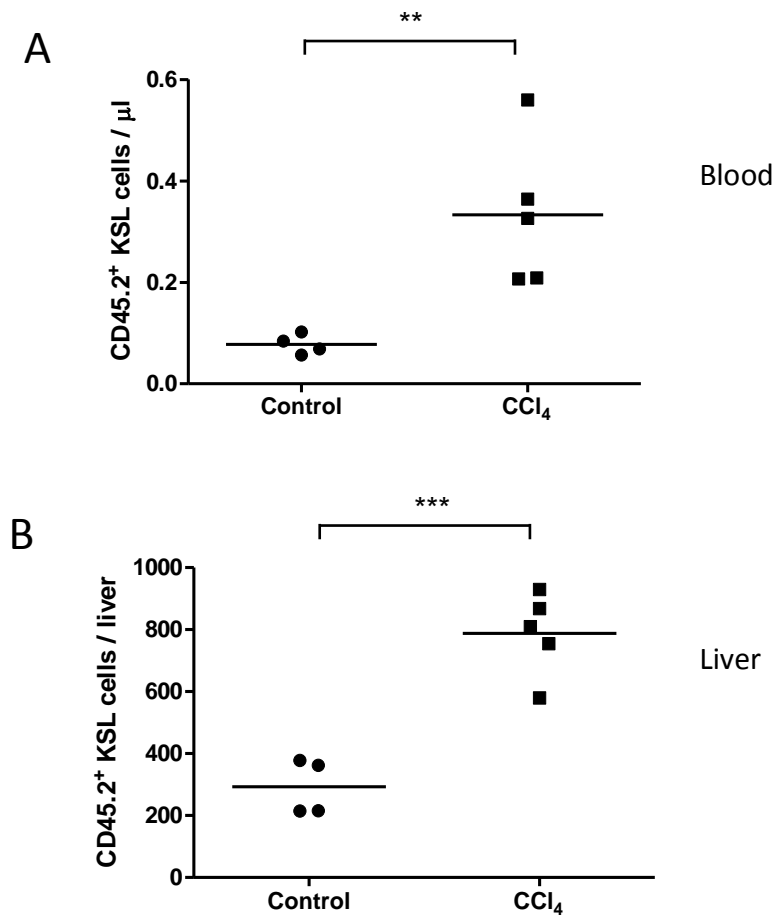 A
**
CD45.2⁺ KSL cells / μl
0.6
0.4
0.2
0.0
Control
CCl₄
Blood
B
***
CD45.2⁺ KSL cells / liver
1000
800
600
400
200
0
Control
CCl₄
Liver